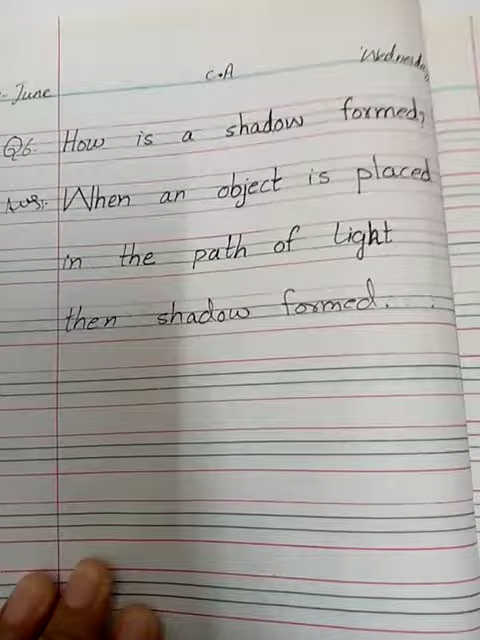 Wednesday
C.A
- June
Q6. How is a shadow formed,
Ans:- When an object is placed
in the path of light
then shadow formed....